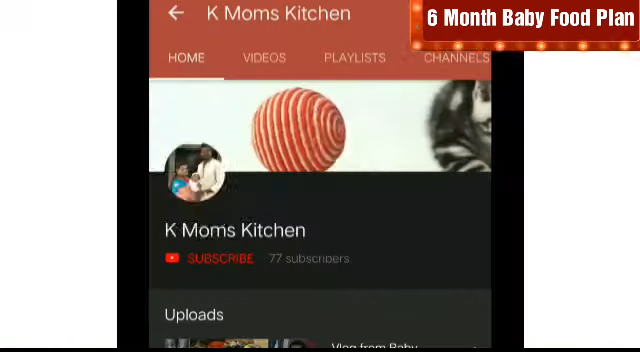 K Moms Kitchen
6 Month Baby Food Plan
HOME VIDEOS PLAYLISTS CHANNELS
K Moms Kitchen
SUBSCRIBE 77 subscribers
Uploads
Vlog from Baby